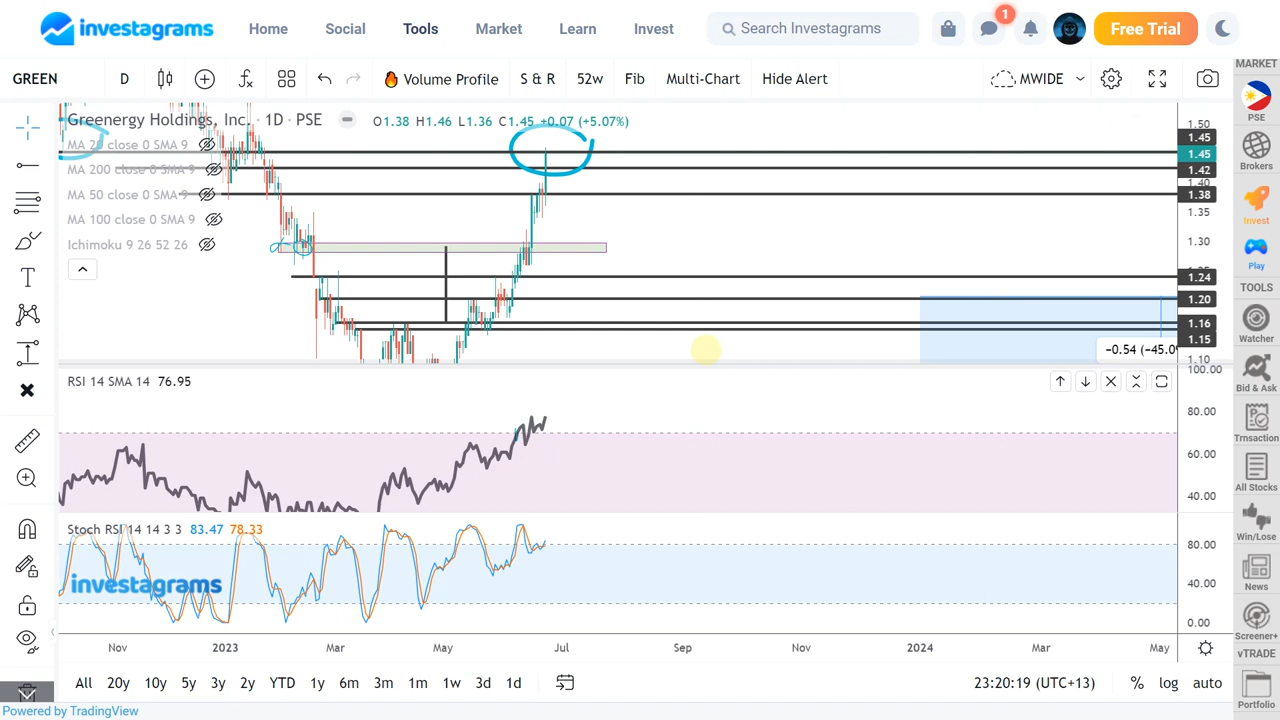 investagrams
Home
Social
Tools
Market
Learn
Invest
Search Investagrams
1
Free Trial
GREEN
D
Volume Profile
S & R
52w
Fib
Multi-Chart
Hide Alert
MWIDE
MARKET
PSE
Brokers
Invest
Play
TOOLS
Watcher
Bid & Ask
Trnsaction
All Stocks
Win/Lose
News
Screener+
vTRADE
Portfolio
Greenergy Holdings, Inc. · 1D · PSE
O1.38 H1.46 L1.36 C1.45 +0.07 (+5.07%)
MA 20 close 0 SMA 9
MA 200 close 0 SMA 9
MA 50 close 0 SMA 9
MA 100 close 0 SMA 9
Ichimoku 9 26 52 26
1.50
1.45
1.45
1.42
1.40
1.38
1.35
1.30
1.24
1.20
1.16
1.15
1.10
−0.54 (−45.0
RSI 14 SMA 14 76.95
100.00
80.00
60.00
40.00
Stoch RSI 14 14 3 3 83.47 78.33
80.00
40.00
0.00
investagrams
Nov
2023
Mar
May
Jul
Sep
Nov
2024
Mar
May
All
20y
10y
5y
3y
2y
YTD
1y
6m
3m
1m
1w
3d
1d
23:20:19 (UTC+13)
%
log
auto
Powered by TradingView